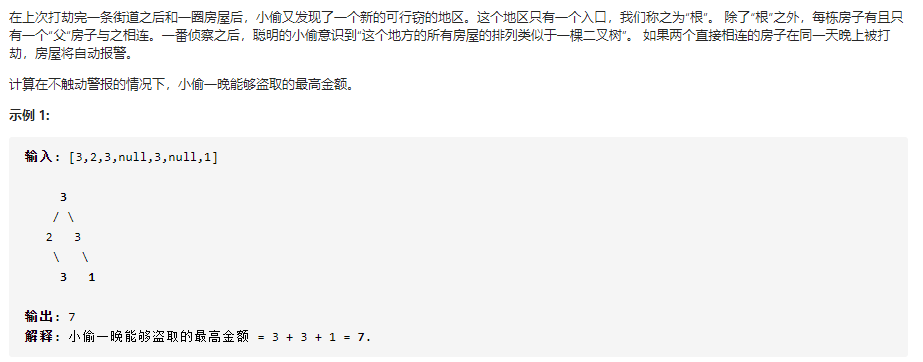 在上次打劫完一条街道之后和一圈房屋后，小偷又发现了一个新的可行窃的地区。这个地区只有一个入口，我们称之为“根”。 除了“根”之外，每栋房子有且只
有一个“父“房子与之相连。一番侦察之后，聪明的小偷意识到“这个地方的所有房屋的排列类似于一棵二叉树”。 如果两个直接相连的房子在同一天晚上被打
劫，房屋将自动报警。
计算在不触动警报的情况下，小偷一晚能够盗取的最高金额。
示例 1:
输入: [3,2,3,null,3,null,1]
3
/ \
2 3
\ \
3 1
输出: 7
解释: 小偷一晚能够盗取的最高金额 = 3 + 3 + 1 = 7.